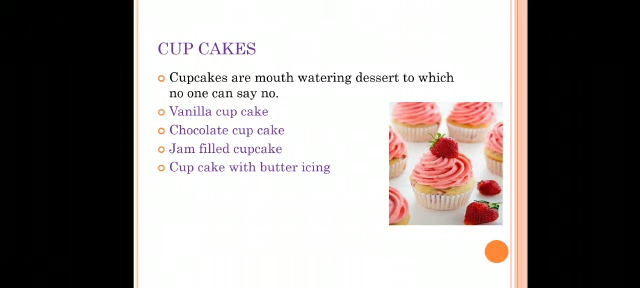 CUP CAKES
Cupcakes are mouth watering dessert to which
no one can say no.
Vanilla cup cake
Chocolate cup cake
Jam filled cupcake
Cup cake with butter icing